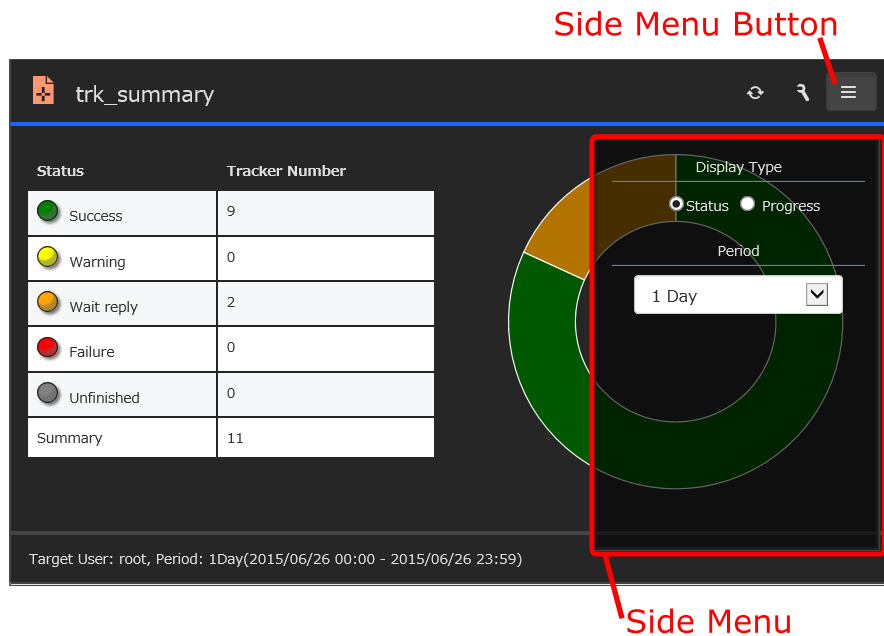 Side Menu Button
trk_summary
Status Tracker Number
Success 9
Warning 0
Wait reply 2
Failure 0
Unfinished 0
Summary 11
Display Type
Status Progress
Period
1 Day
Target User: root, Period: 1Day(2015/06/26 00:00 - 2015/06/26 23:59)
Side Menu